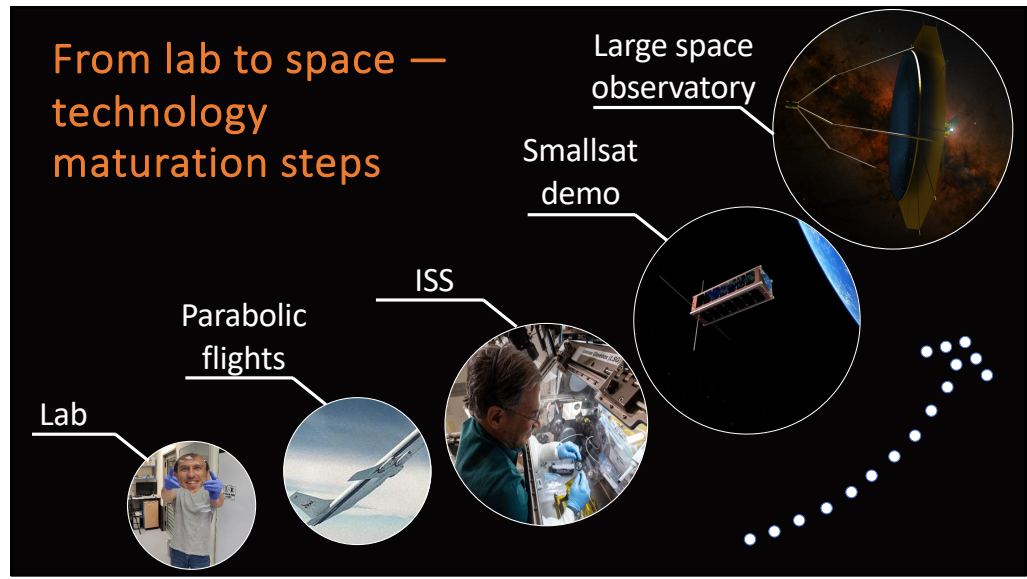 From lab to space —
technology
maturation steps
Large space
observatory
Smallsat
demo
ISS
Parabolic
flights
Lab